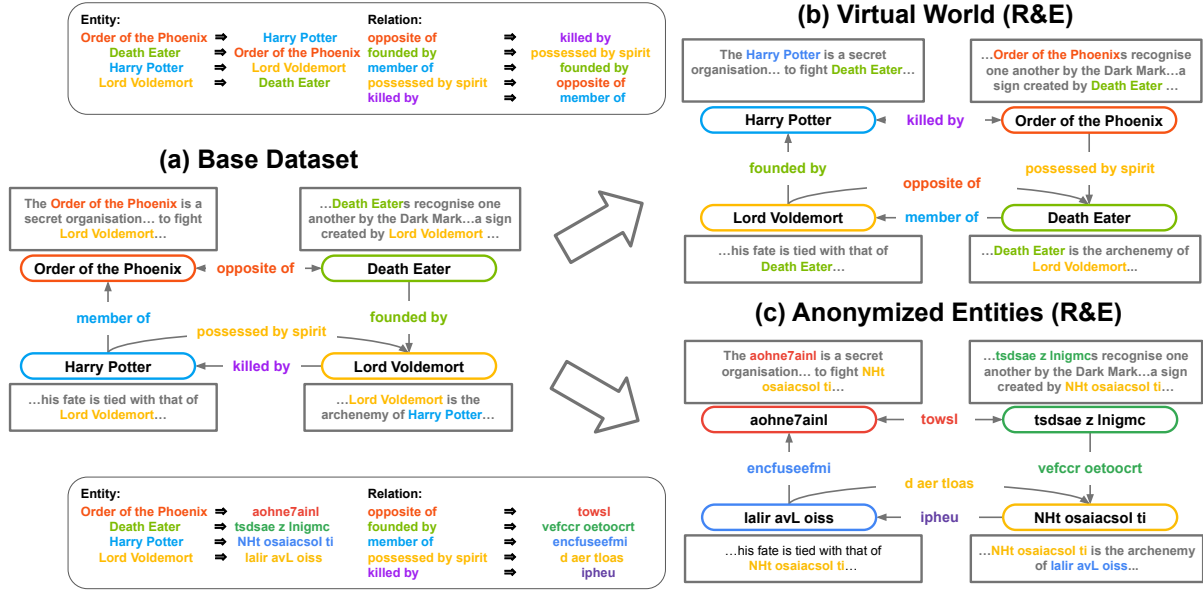 Entity:
Relation:
Order of the Phoenix ⇒ Harry Potter
opposite of ⇒ killed by
Death Eater ⇒ Order of the Phoenix
founded by ⇒ possessed by spirit
Harry Potter ⇒ Lord Voldemort
member of ⇒ founded by
Lord Voldemort ⇒ Death Eater
possessed by spirit ⇒ opposite of
killed by ⇒ member of
(a) Base Dataset
The Order of the Phoenix is a
secret organisation… to fight
Lord Voldemort…
…Death Eaters recognise one
another by the Dark Mark…a sign
created by Lord Voldemort …
Order of the Phoenix
opposite of
Death Eater
member of
founded by
possessed by spirit
Harry Potter
killed by
Lord Voldemort
…his fate is tied with that of
Lord Voldemort…
…Lord Voldemort is the
archenemy of Harry Potter…
Entity:
Relation:
Order of the Phoenix ⇒ aohne7ainl
opposite of ⇒ towsl
Death Eater ⇒ tsdsae z lnigmc
founded by ⇒ vefccr oetoocrt
Harry Potter ⇒ NHt osaiacsol ti
member of ⇒ encfuseefmi
Lord Voldemort ⇒ lalir avL oiss
possessed by spirit ⇒ d aer tloas
killed by ⇒ ipheu
(b) Virtual World (R&E)
The Harry Potter is a secret
organisation… to fight Death Eater…
…Order of the Phoenixs recognise
one another by the Dark Mark…a
sign created by Death Eater …
Harry Potter
killed by
Order of the Phoenix
founded by
possessed by spirit
opposite of
Lord Voldemort
member of
Death Eater
…his fate is tied with that of
Death Eater…
…Death Eater is the archenemy of
Lord Voldemort...
(c) Anonymized Entities (R&E)
The aohne7ainl is a secret
organisation… to fight NHt
osaiacsol ti…
…tsdsae z lnigmcs recognise one
another by the Dark Mark…a sign
created by NHt osaiacsol ti…
aohne7ainl
towsl
tsdsae z lnigmc
encfuseefmi
vefccr oetoocrt
d aer tloas
lalir avL oiss
ipheu
NHt osaiacsol ti
…his fate is tied with that of
NHt osaiacsol ti…
…NHt osaiacsol ti is the archenemy
of lalir avL oiss...